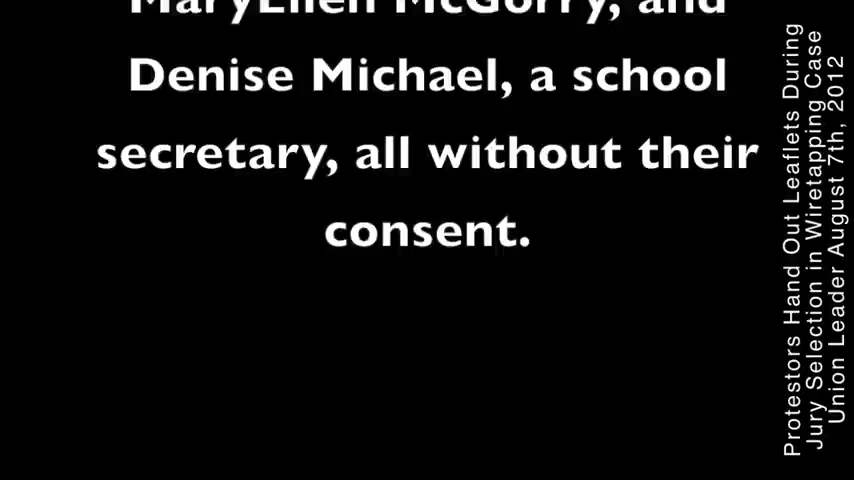 MaryEllen McGorry, and
Denise Michael, a school
secretary, all without their
consent.
Protestors Hand Out Leaflets During
Jury Selection in Wiretapping Case
Union Leader August 7th, 2012